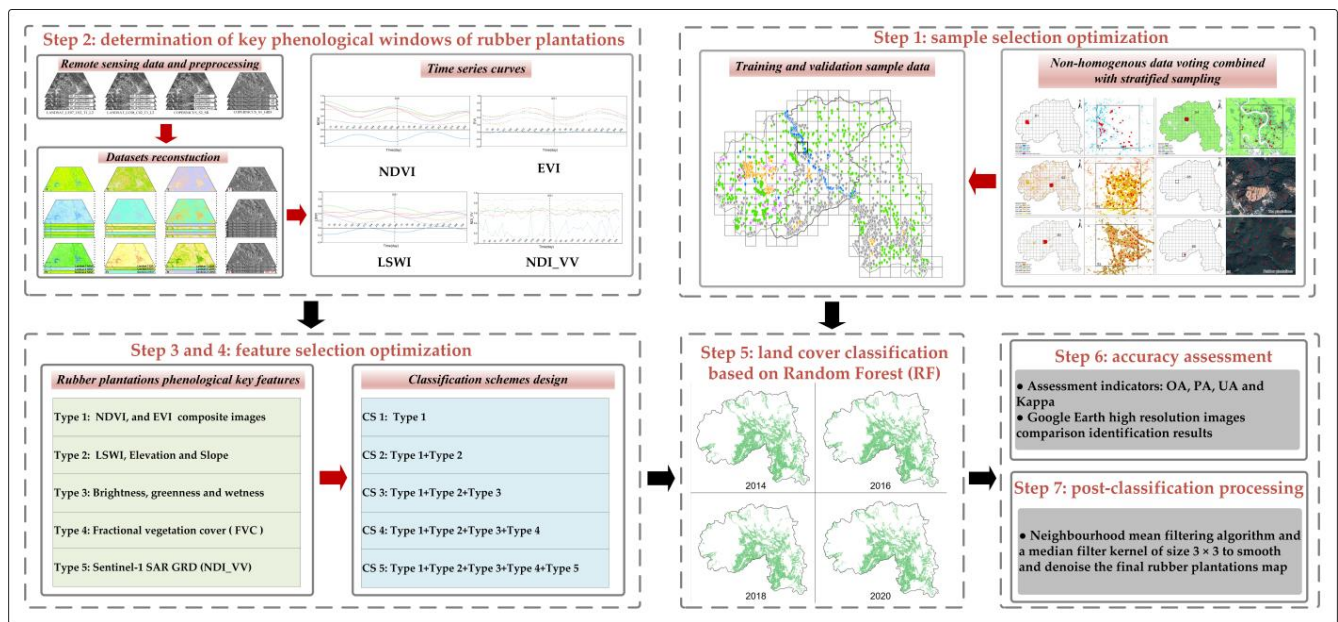 Step 2: determination of key phenological windows of rubber plantations
Remote sensing data and preprocessing
Datasets reconstuction
Time series curves
NDVI
EVI
LSWI
NDI_VV
Step 1: sample selection optimization
Training and validation sample data
Non-homogenous data voting combined
with stratified sampling
Step 3 and 4: feature selection optimization
Rubber plantations phenological key features
Type 1: NDVI, and EVI composite images
Type 2: LSWI, Elevation and Slope
Type 3: Brightness, greenness and wetness
Type 4: Fractional vegetation cover ( FVC )
Type 5: Sentinel-1 SAR GRD (NDI_VV)
Classification schemes design
CS 1: Type 1
CS 2: Type 1+Type 2
CS 3: Type 1+Type 2+Type 3
CS 4: Type 1+Type 2+Type 3+Type 4
CS 5: Type 1+Type 2+Type 3+Type 4+Type 5
Step 5: land cover classification
based on Random Forest (RF)
2014
2016
2018
2020
Step 6: accuracy assessment
● Assessment indicators: OA, PA, UA and
Kappa
● Google Earth high resolution images
comparison identification results
Step 7: post-classification processing
● Neighbourhood mean filtering algorithm and
a median filter kernel of size 3 × 3 to smooth
and denoise the final rubber plantations map